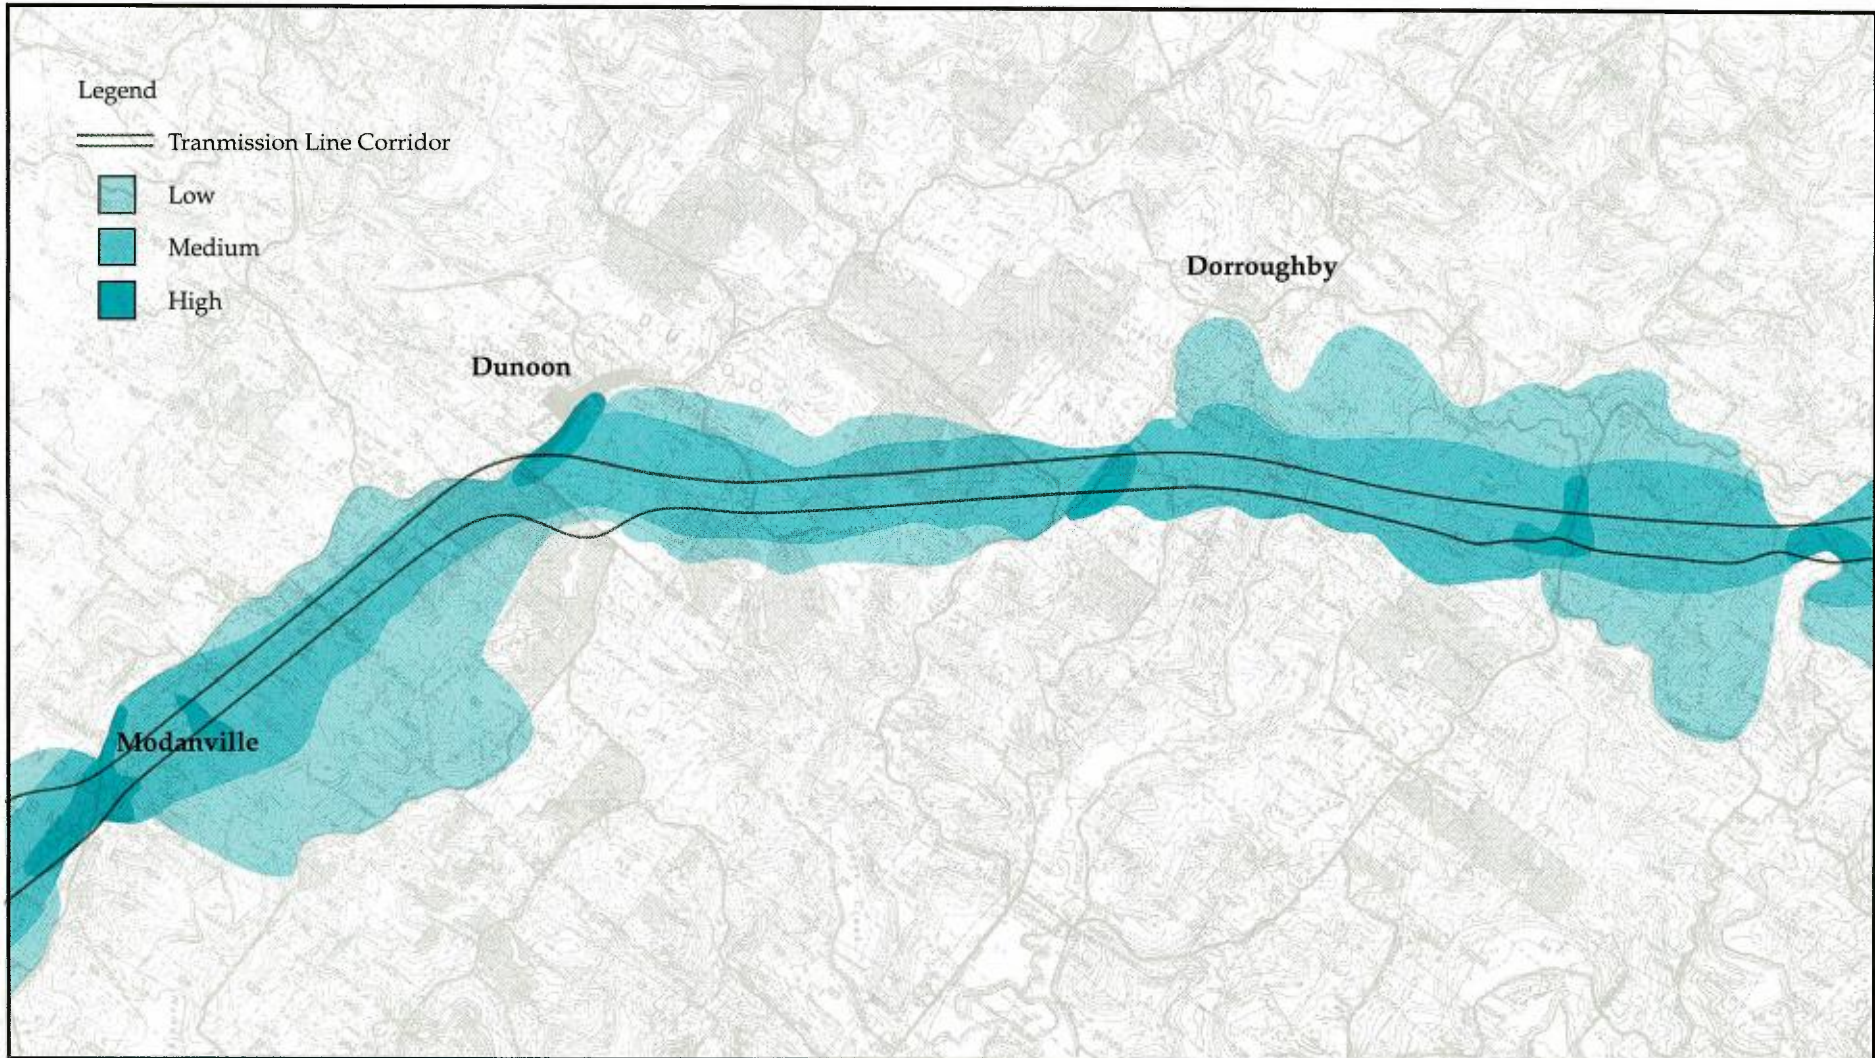 Legend
Tranmission Line Corridor
Low
Medium
High
Dorroughby
Dunoon
Modanville